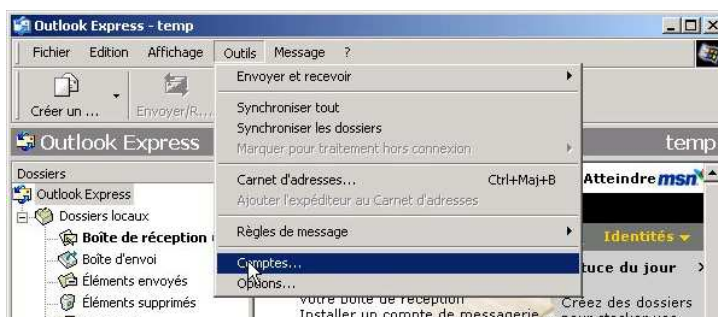 Outlook Express - temp
Fichier Edition Affichage Outils Message ?
Envoyer et recevoir
Créer un ... Envoyer/R...
Synchroniser tout
Synchroniser les dossiers
Marquer pour traitement hors connexion
Outlook Express temp
Dossiers
Carnet d'adresses... Ctrl+Maj+B
Atteindre msn
Outlook Express
Ajouter l'expéditeur au Carnet d'adresses
Dossiers locaux
Règles de message
Identités
Boîte de réception
Boîte d'envoi
Comptes...
tuce du jour
Éléments envoyés
Options...
Éléments supprimés
votre boîte de réception
Créez des dossiers
Installer un compte de messagerie
pour stocker vos